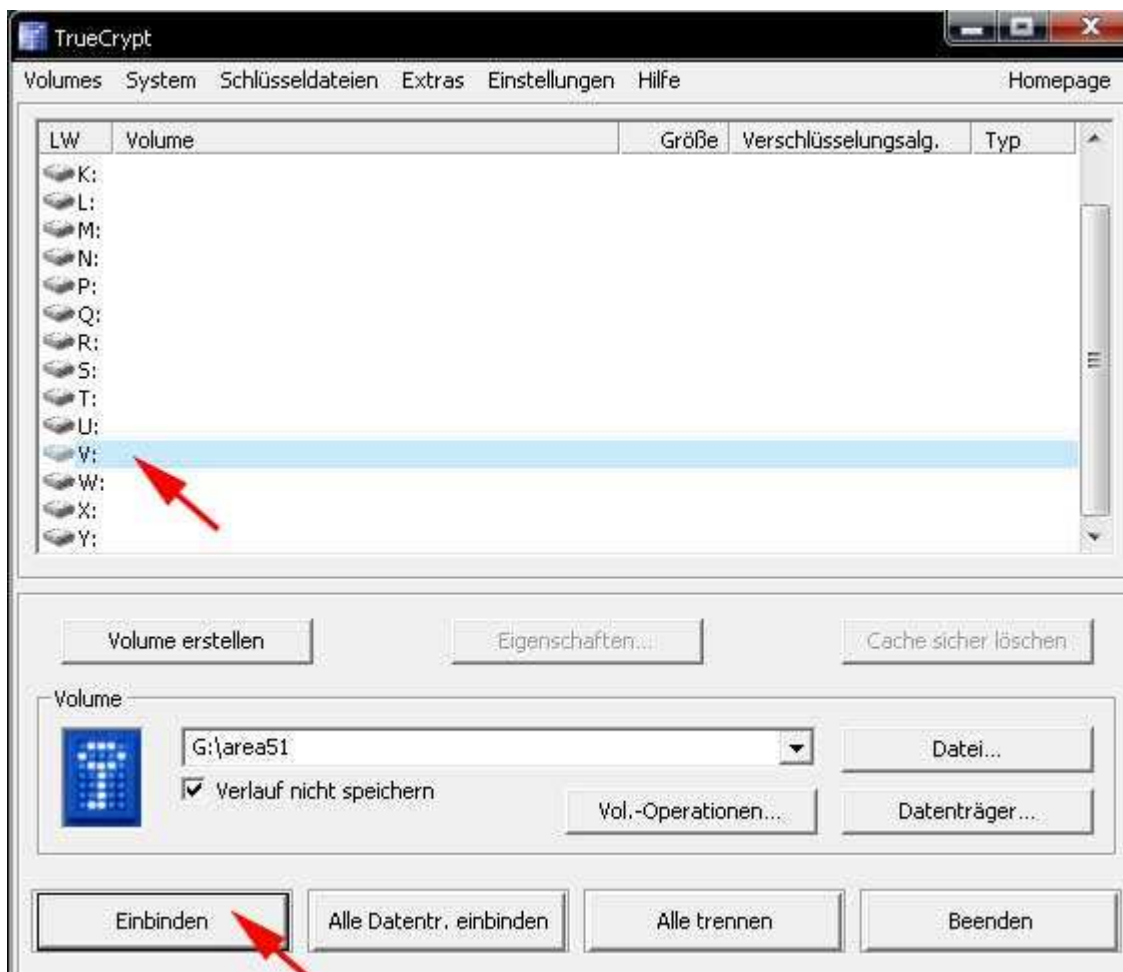 TrueCrypt
Volumes System Schlüsseldateien Extras Einstellungen Hilfe Homepage
LW Volume Größe Verschlüsselungsalg. Typ
K:
L:
M:
N:
P:
Q:
R:
S:
T:
U:
V:
W:
X:
Y:
Volume erstellen Eigenschaften... Cache sicher löschen
Volume
G:\area51 Datei...
Verlauf nicht speichern
Vol.-Operationen... Datenträger...
Einbinden Alle Datentr. einbinden Alle trennen Beenden